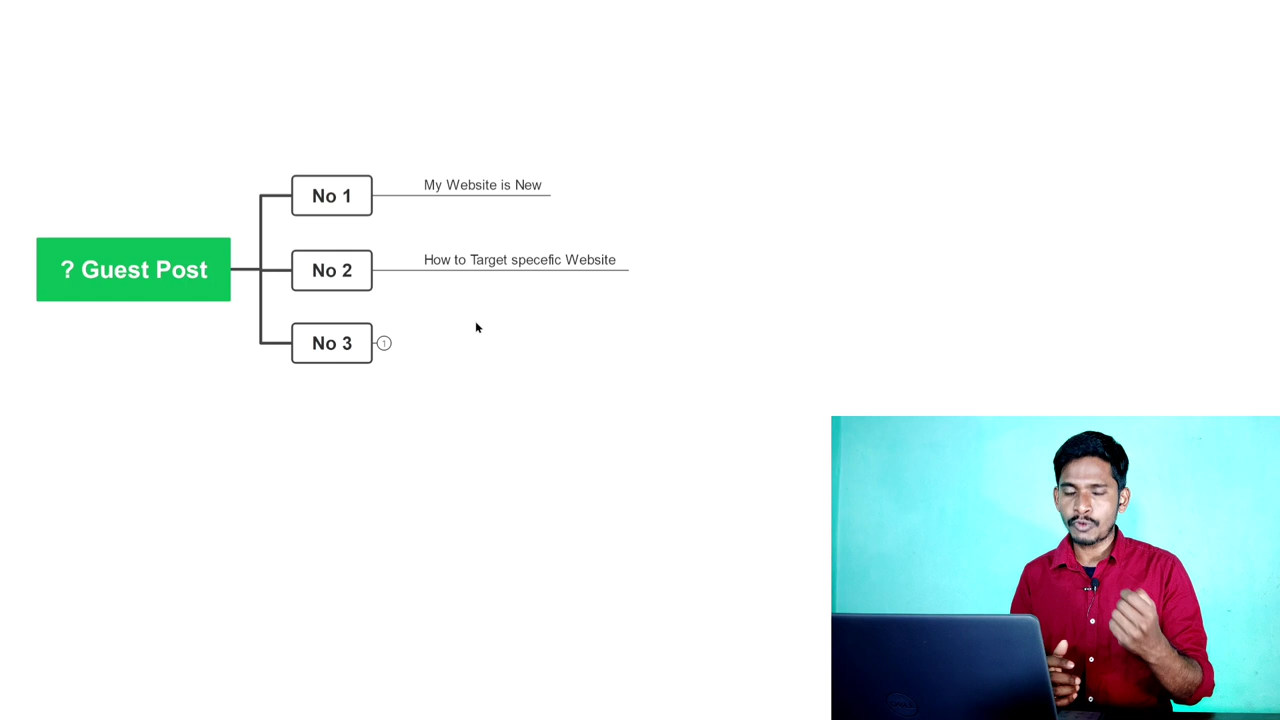 No 1
My Website is New
? Guest Post
No 2
How to Target specefic Website
No 3
1